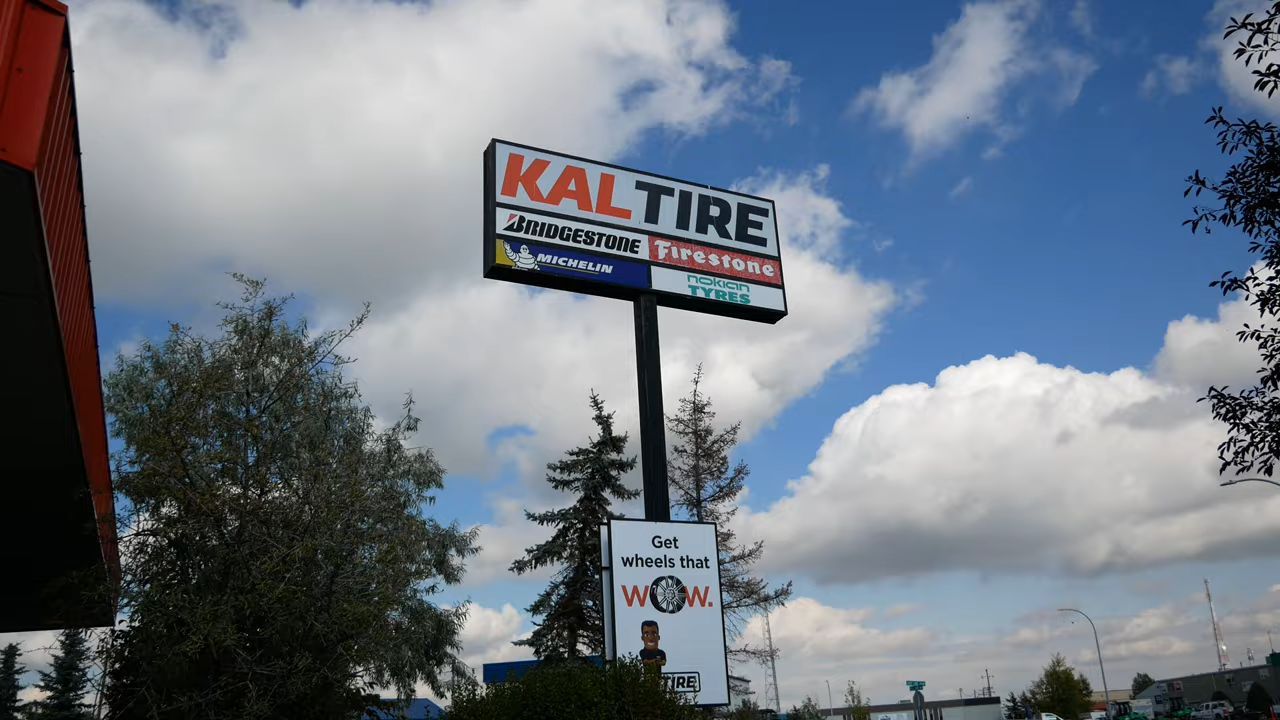 KALTIRE
BRIDGESTONE
Firestone
MICHELIN
nokian
TYRES
Get
wheels that
WOW.
TIRE